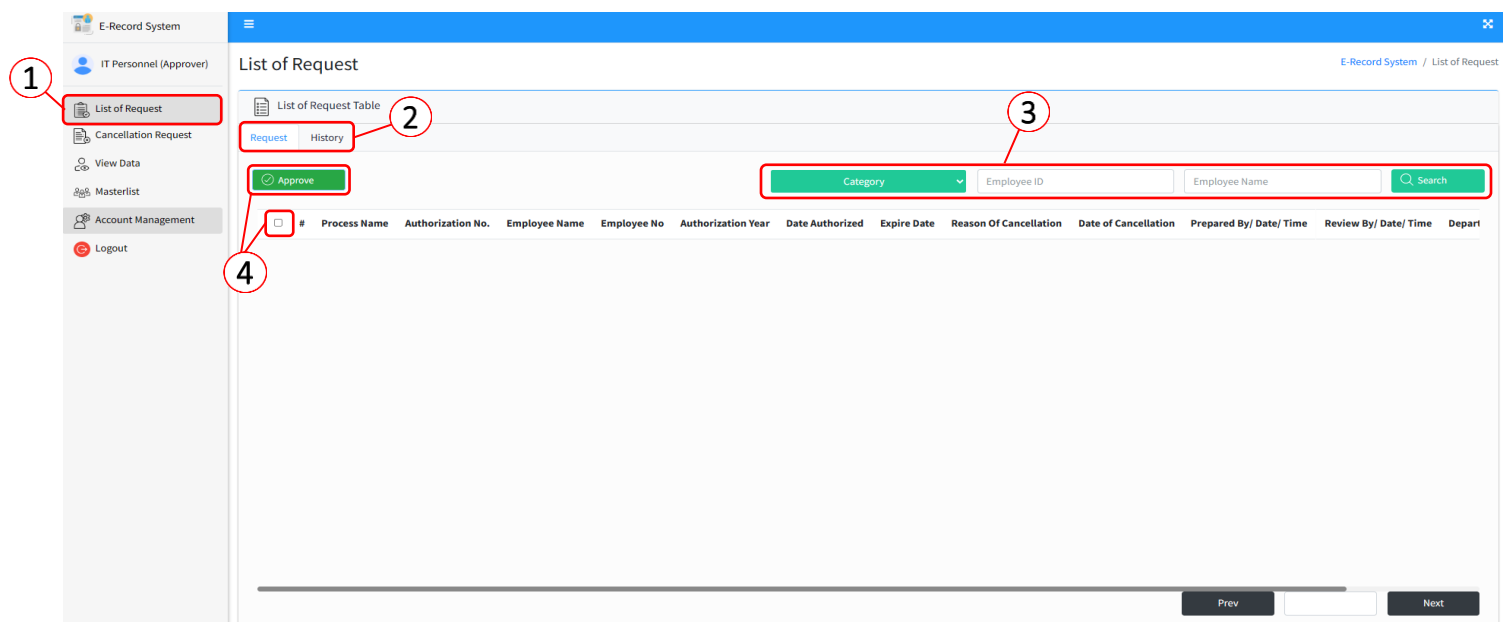 E-Record System
IT Personnel (Approver)
List of Request
E-Record System / List of Request
1
List of Request
Cancellation Request
View Data
Masterlist
Account Management
Logout
List of Request Table
2
3
Request History
Approve
Category Employee ID Employee Name Search
# Process Name Authorization No. Employee Name Employee No Authorization Year Date Authorized Expire Date Reason Of Cancellation Date of Cancellation Prepared By/ Date/ Time Review By/ Date/ Time Depart
4
Prev Next